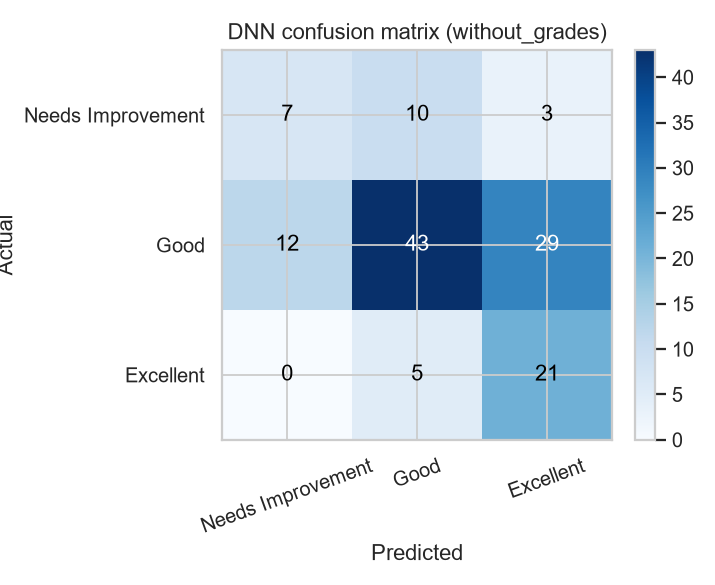 DNN confusion matrix (without_grades)
Needs Improvement 7 10 3
Good 12 43 29
Excellent 0 5 21
Actual
Needs Improvement Good Excellent
Predicted
40
35
30
25
20
15
10
5
0